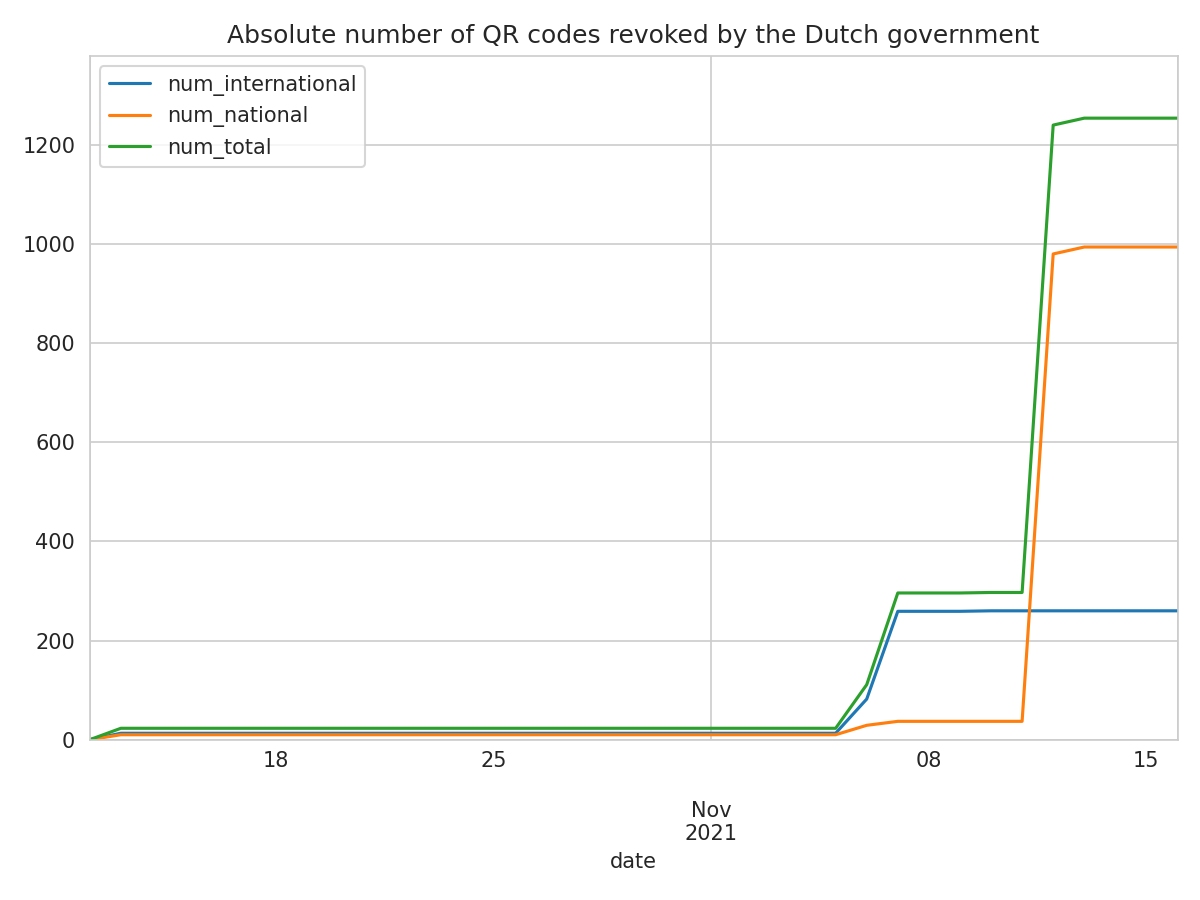 Absolute number of QR codes revoked by the Dutch government
num_international
num_national
num_total
1200
1000
800
600
400
200
0
18
25
08
15
Nov
2021
date